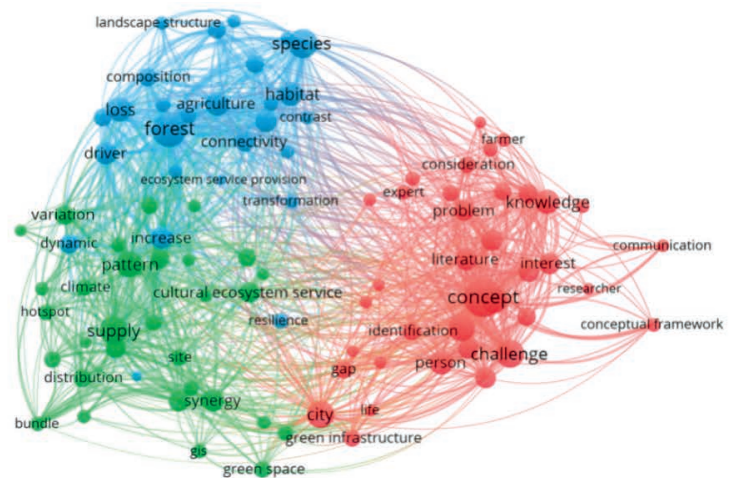 landscape structure
species
composition
habitat
loss
agriculture
contrast
forest
farmer
connectivity
driver
consideration
ecosystem service provision
expert
transformation
knowledge
problem
variation
dynamic
increase
communication
pattern
literature
interest
climate
cultural ecosystem service
researcher
concept
hotspot
resilience
conceptual framework
supply
identification
challenge
site
person
gap
distribution
synergy
life
city
bundle
green infrastructure
gis
green space